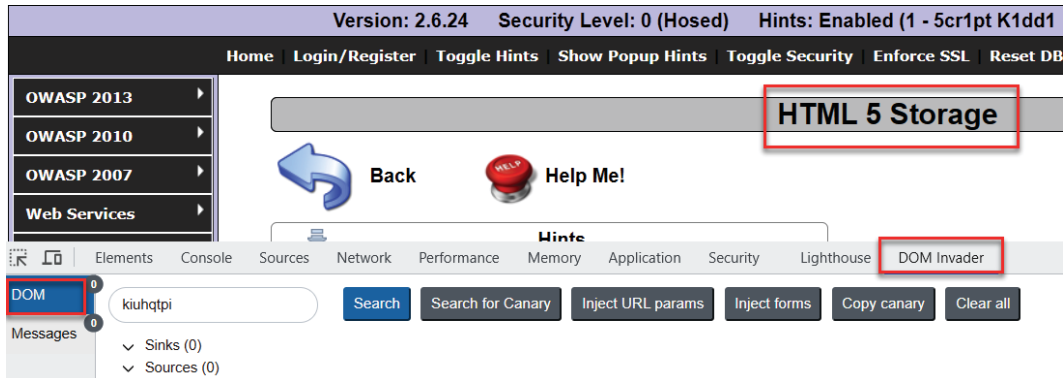 Version: 2.6.24 Security Level: 0 (Hosed) Hints: Enabled (1 - 5cr1pt K1dd1
Home Login/Register Toggle Hints Show Popup Hints Toggle Security Enforce SSL Reset DB
OWASP 2013
OWASP 2010
OWASP 2007
Web Services
HTML 5 Storage
Back
HELP
Help Me!
Hints
Elements Console Sources Network Performance Memory Application Security Lighthouse DOM Invader
DOM 0
Messages 0
kiuhqtpi Search Search for Canary Inject URL params Inject forms Copy canary Clear all
Sinks (0)
Sources (0)